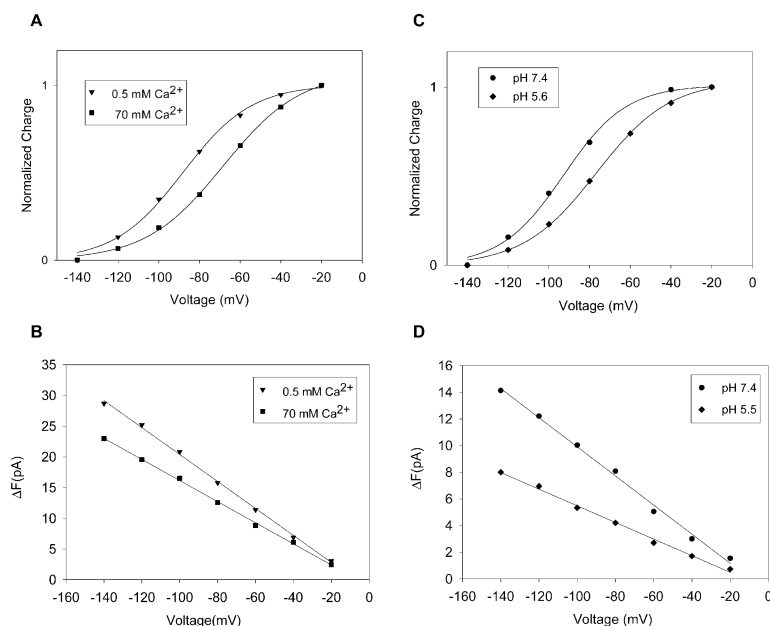 A
0.5 mM Ca2+
70 mM Ca2+
Normalized Charge
1
0
-140 -120 -100 -80 -60 -40 -20 0
Voltage (mV)
C
pH 7.4
pH 5.6
Normalized Charge
1
0
-140 -120 -100 -80 -60 -40 -20 0
Voltage (mV)
B
0.5 mM Ca2+
70 mM Ca2+
ΔF(pA)
35
30
25
20
15
10
5
0
-160 -140 -120 -100 -80 -60 -40 -20 0
Voltage(mV)
D
pH 7.4
pH 5.5
ΔF(pA)
16
14
12
10
8
6
4
2
0
-160 -140 -120 -100 -80 -60 -40 -20 0
Voltage (mV)